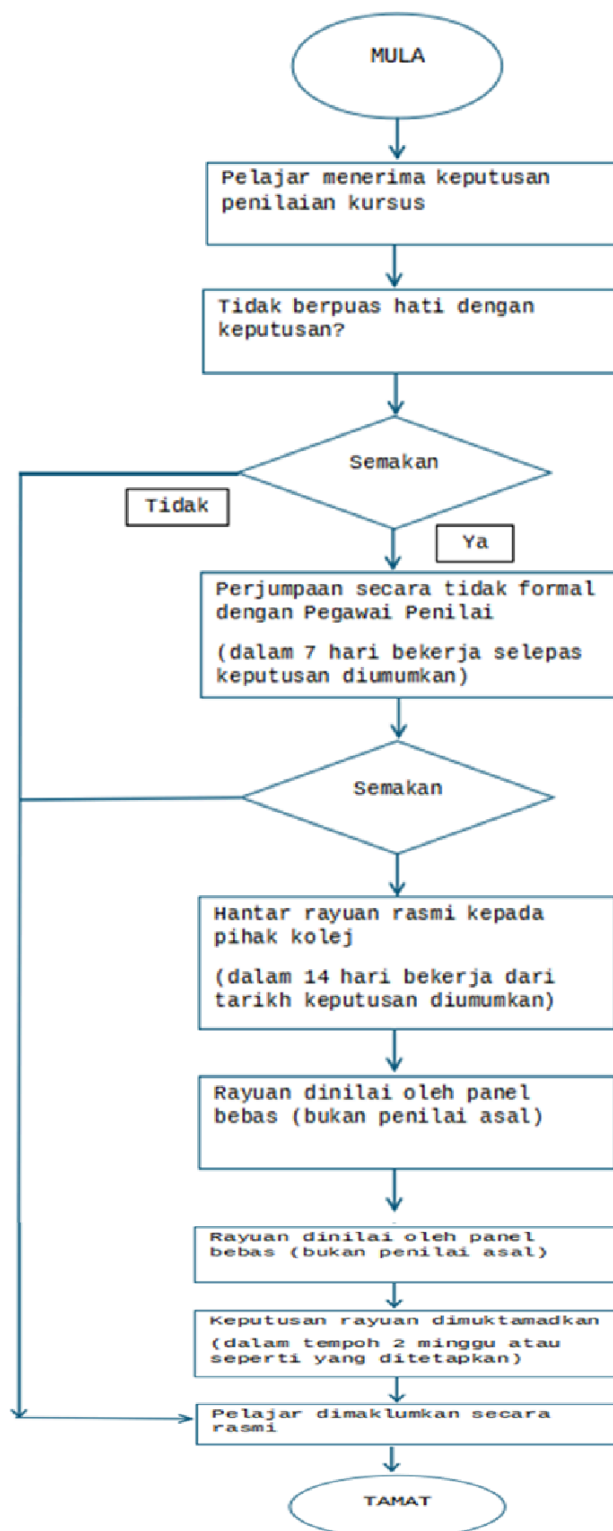 MULA
Pelajar menerima keputusan
penilaian kursus
Tidak berpuas hati dengan
keputusan?
Semakan
Tidak
Ya
Perjumpaan secara tidak formal
dengan Pegawai Penilai
(dalam 7 hari bekerja selepas
keputusan diumumkan)
Semakan
Hantar rayuan rasmi kepada
pihak kolej
(dalam 14 hari bekerja dari
tarikh keputusan diumumkan)
Rayuan dinilai oleh panel
bebas (bukan penilai asal)
Rayuan dinilai oleh panel
bebas (bukan penilai asal)
Keputusan rayuan dimuktamadkan
(dalam tempoh 2 minggu atau
seperti yang ditetapkan)
Pelajar dimaklumkan secara
rasmi
TAMAT